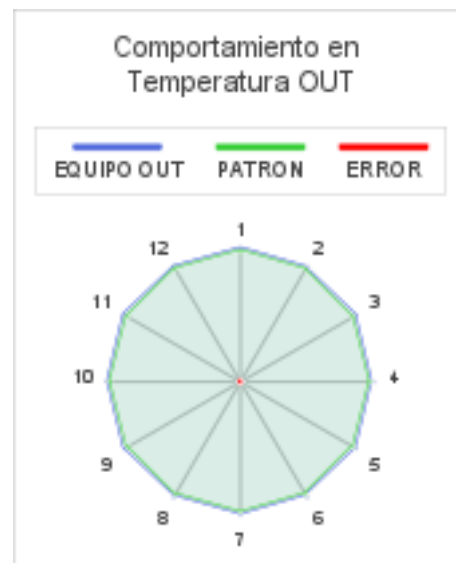 Comportamiento en
Temperatura OUT
EQUIPO OUT PATRON ERROR
1
12 2
11 3
10 4
9 5
8 6
7